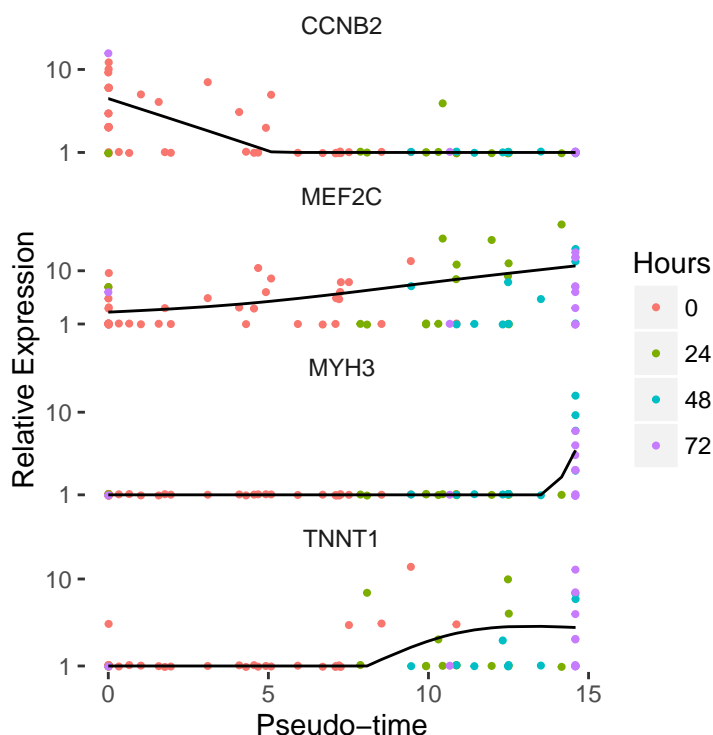 CCNB2
10
1
MEF2C
10
1
MYH3
10
1
TNNT1
10
1
0 5 10 15
Pseudo−time
Relative Expression
Hours
0
24
48
72